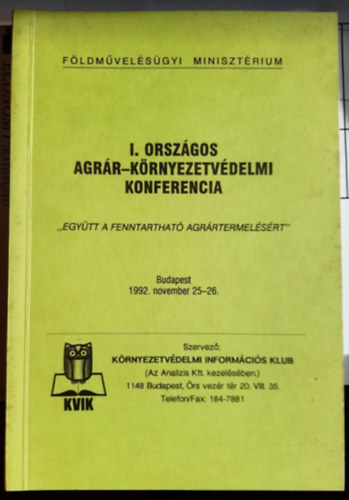 FÖLDMŰVELÉSÜGYI MINISZTÉRIUM
I. ORSZÁGOS
AGRÁR–KÖRNYEZETVÉDELMI
KONFERENCIA
„EGYÜTT A FENNTARTHATÓ AGRÁRTERMELÉSÉRT"
Budapest
1992. november 25–26.
Szervező:
KÖRNYEZETVÉDELMI INFORMÁCIÓS KLUB
(Az Analízis Kft. kezelésében.)
1148 Budapest, Örs vezér tér 20. VIII. 35.
Telefon/Fax: 184-7881
KVIK